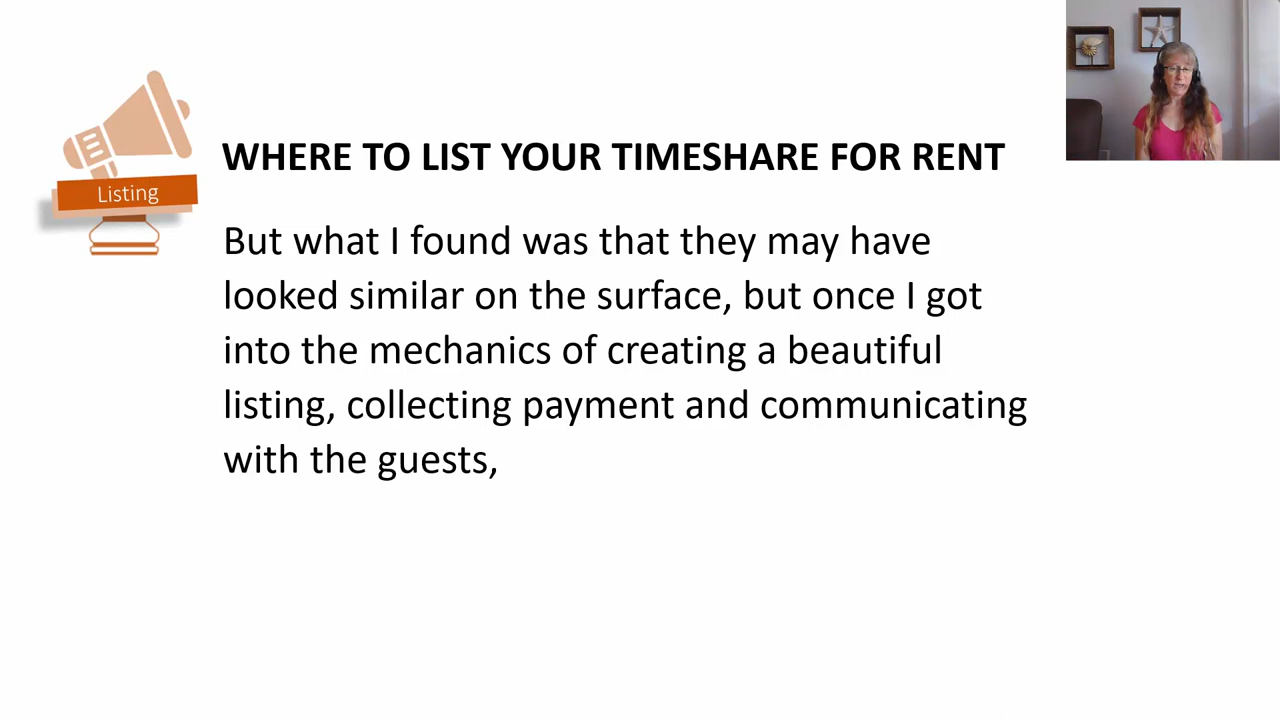 WHERE TO LIST YOUR TIMESHARE FOR RENT
Listing
But what I found was that they may have
looked similar on the surface, but once I got
into the mechanics of creating a beautiful
listing, collecting payment and communicating
with the guests,